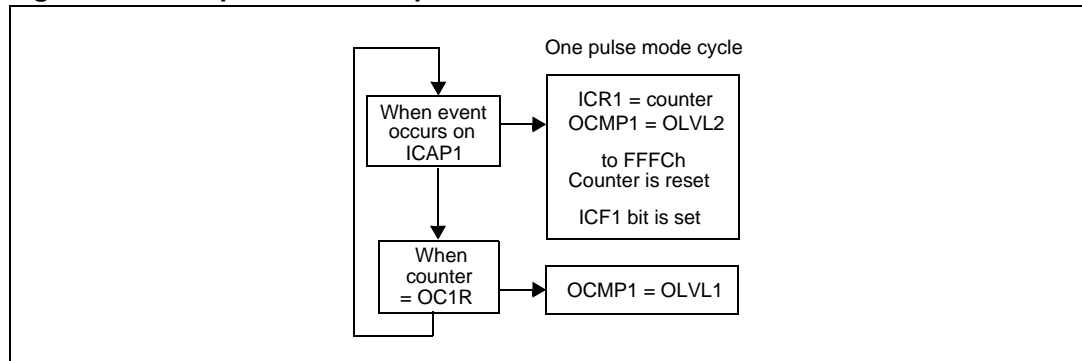 One pulse mode cycle
When event
occurs on
ICAP1
ICR1 = counter
OCMP1 = OLVL2
to FFFCh
Counter is reset
ICF1 bit is set
When
counter
= OC1R
OCMP1 = OLVL1